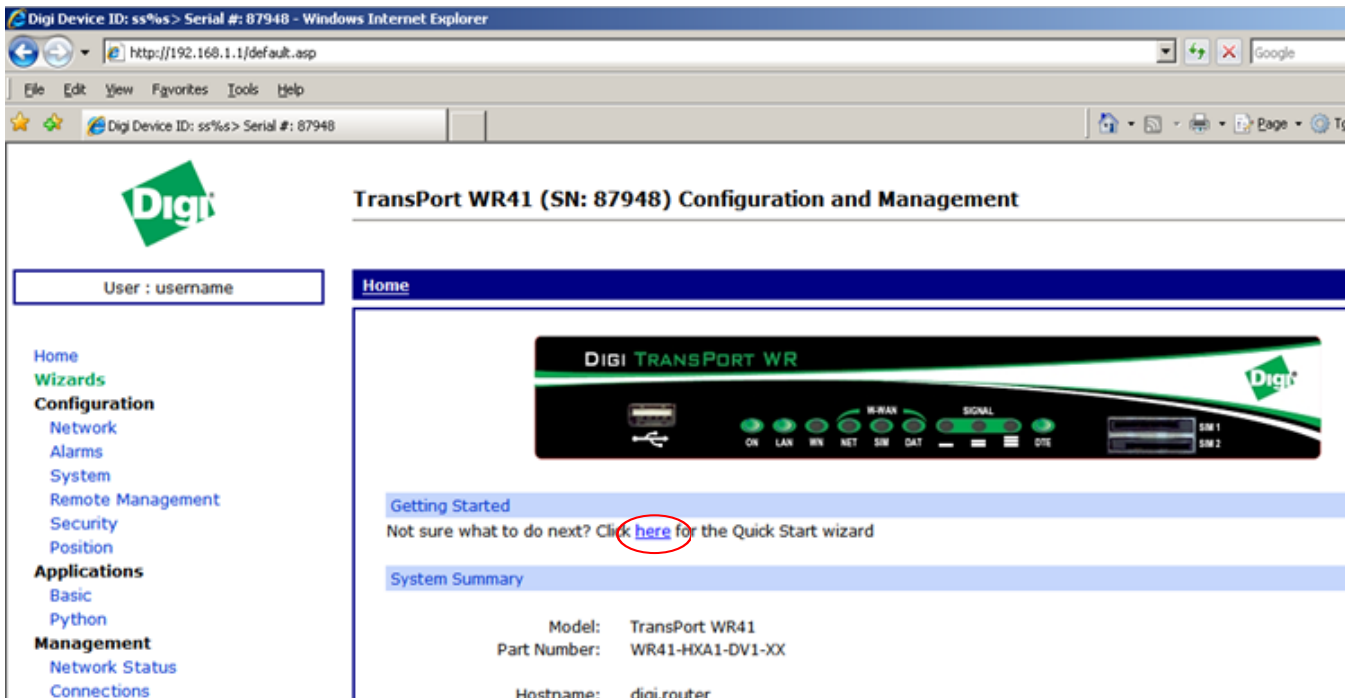 Digi Device ID: ss%s> Serial #: 87948 - Windows Internet Explorer
http://192.168.1.1/default.asp
Google
File Edit View Favorites Tools Help
Digi Device ID: ss%s> Serial #: 87948
Page
Digi
TransPort WR41 (SN: 87948) Configuration and Management
User : username
Home
Home
Wizards
Configuration
Network
Alarms
System
Remote Management
Security
Position
Applications
Basic
Python
Management
Network Status
Connections
DIGI TRANSPORT WR
Digi
W-WAN
SIGNAL
ON LAN WN NET SIM DAT DTE
SIM 1
SIM 2
Getting Started
Not sure what to do next? Click here for the Quick Start wizard
System Summary
Model: TransPort WR41
Part Number: WR41-HXA1-DV1-XX
Hostname: digi.router